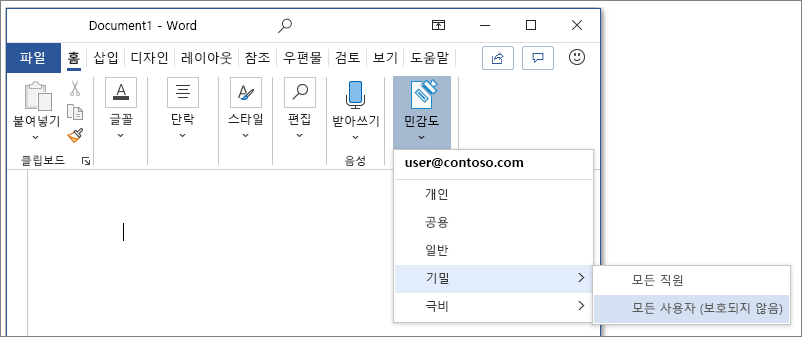 Document1 - Word
파일 홈 삽입 디자인 레이아웃 참조 우편물 검토 보기 도움말
붙여넣기 글꼴 단락 스타일 편집 받아쓰기 민감도
클립보드 음성
user@contoso.com
개인
공용
일반
기밀
모든 직원
극비
모든 사용자 (보호되지 않음)